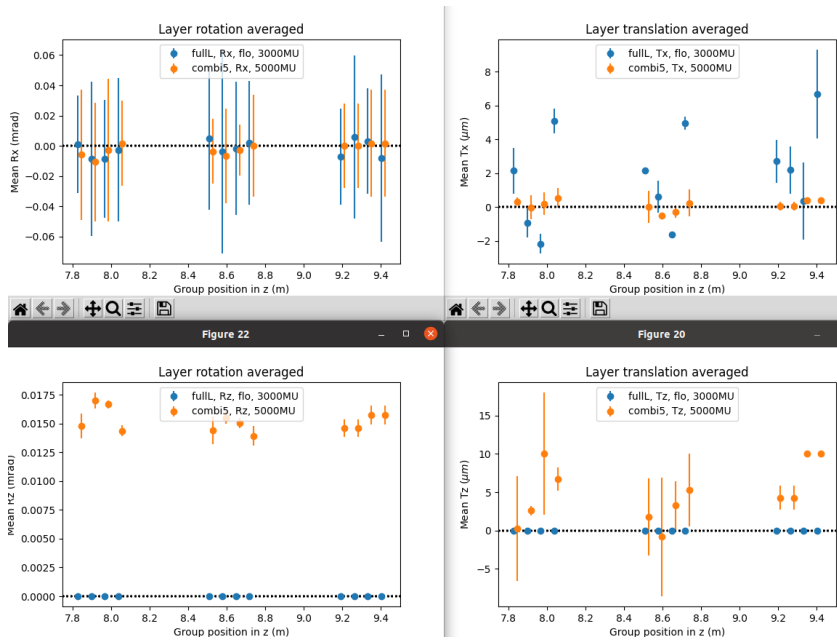 Layer rotation averaged
fullL, Rx, flo, 3000MU
combi5, Rx, 5000MU
Mean Rx (mrad)
0.06
0.04
0.02
0.00
−0.02
−0.04
−0.06
7.8 8.0 8.2 8.4 8.6 8.8 9.0 9.2 9.4
Group position in z (m)
Layer translation averaged
fullL, Tx, flo, 3000MU
combi5, Tx, 5000MU
Mean Tx (μm)
8
6
4
2
0
−2
7.8 8.0 8.2 8.4 8.6 8.8 9.0 9.2 9.4
Group position in z (m)
Figure 22
Layer rotation averaged
fullL, Rz, flo, 3000MU
combi5, Rz, 5000MU
Mean Rz (mrad)
0.0175
0.0150
0.0125
0.0100
0.0075
0.0050
0.0025
0.0000
7.8 8.0 8.2 8.4 8.6 8.8 9.0 9.2 9.4
Group position in z (m)
Figure 20
Layer translation averaged
fullL, Tz, flo, 3000MU
combi5, Tz, 5000MU
Mean Tz (μm)
15
10
5
0
−5
7.8 8.0 8.2 8.4 8.6 8.8 9.0 9.2 9.4
Group position in z (m)